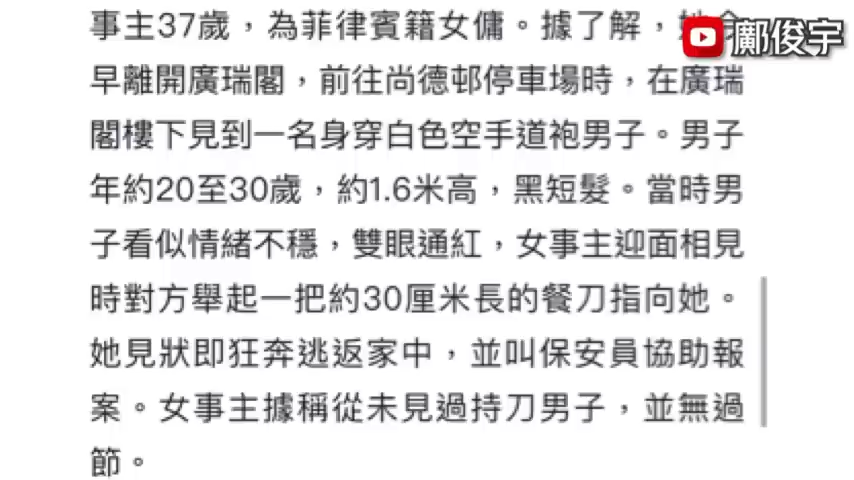 事主37歲，為菲律賓籍女傭。據了解，她
鄺俊宇
早離開廣瑞閣，前往尚德邨停車場時，在廣瑞
閣樓下見到一名身穿白色空手道袍男子。男子
年約20至30歲，約1.6米高，黑短髮。當時男
子看似情緒不穩，雙眼通紅，女事主迎面相見
時對方舉起一把約30厘米長的餐刀指向她。
她見狀即狂奔逃返家中，並叫保安員協助報
案。女事主據稱從未見過持刀男子，並無過
節。